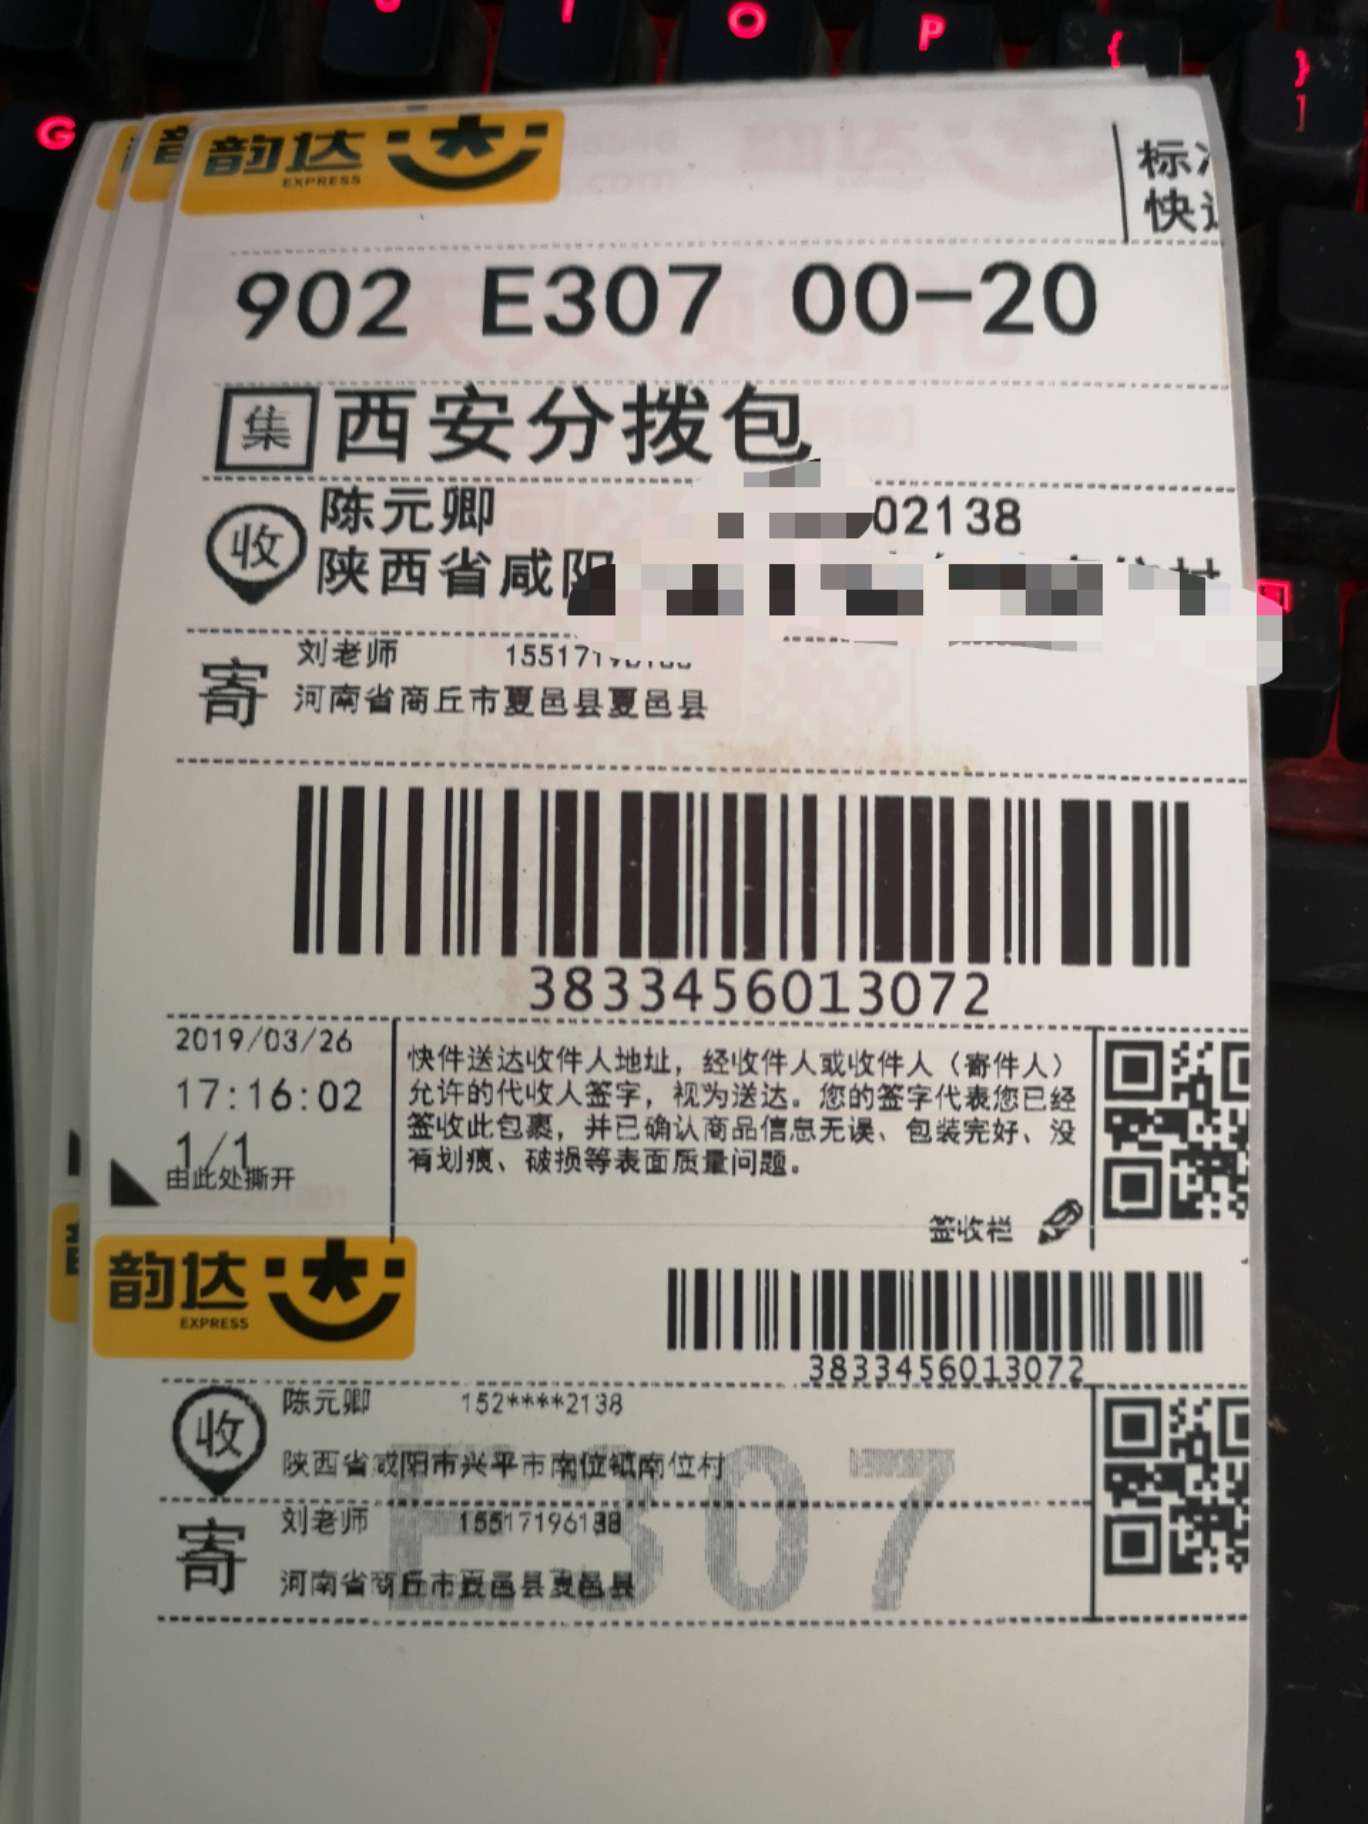 韵达
EXPRESS
902 E307 00-20
集 西安分拨包
收 陈元卿 02138
陕西省咸阳
寄 刘老师
河南省商丘市夏邑县夏邑县
3833456013072
2019/03/26
17:16:02
1/1
由此处撕开
快件送达收件人地址，经收件人或收件人（寄件人）
允许的代收人签字，视为送达。您的签字代表您已经
签收此包裹，并已确认商品信息无误、包装完好、没
有划痕、破损等表面质量问题。
签收栏
韵达
EXPRESS
3833456013072
收 陈元卿 152****2138
陕西省咸阳市兴平市南位镇南位村
寄 刘老师 15517196188
河南省商丘市夏邑县夏邑县
E307